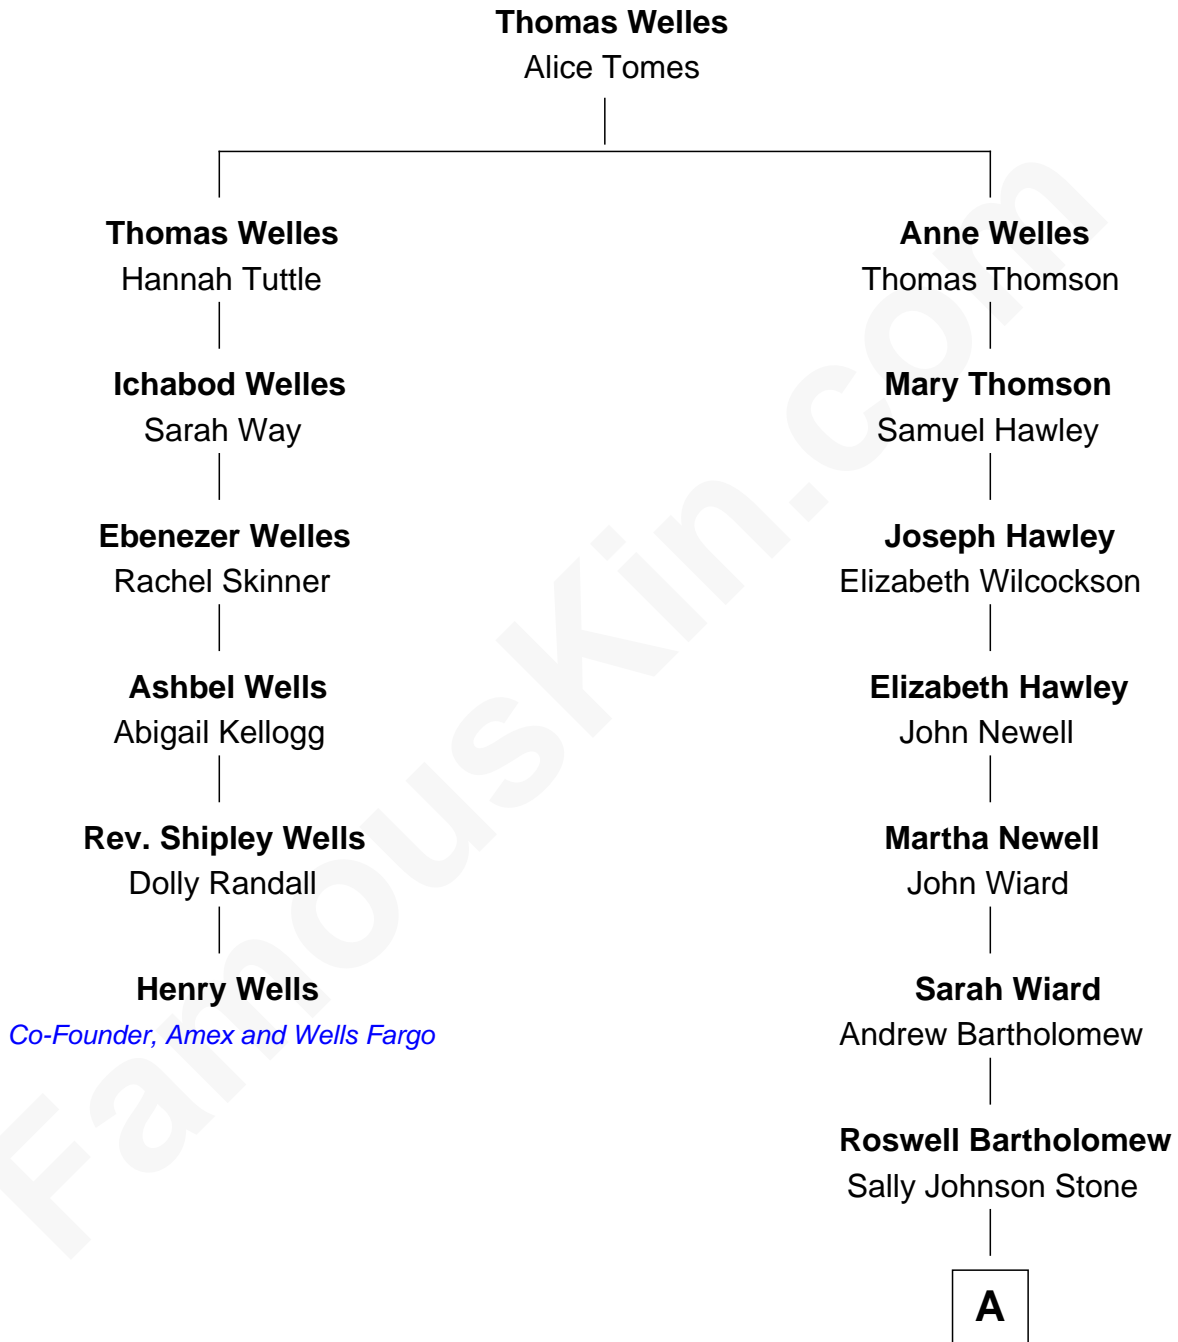 Thomas Welles
Alice Tomes
Thomas Welles
Hannah Tuttle
Ichabod Welles
Sarah Way
Ebenezer Welles
Rachel Skinner
Ashbel Wells
Abigail Kellogg
Rev. Shipley Wells
Dolly Randall
Henry Wells
Co-Founder, Amex and Wells Fargo
Anne Welles
Thomas Thomson
Mary Thomson
Samuel Hawley
Joseph Hawley
Elizabeth Wilcockson
Elizabeth Hawley
John Newell
Martha Newell
John Wiard
Sarah Wiard
Andrew Bartholomew
Roswell Bartholomew
Sally Johnson Stone
A
FamousKin.com